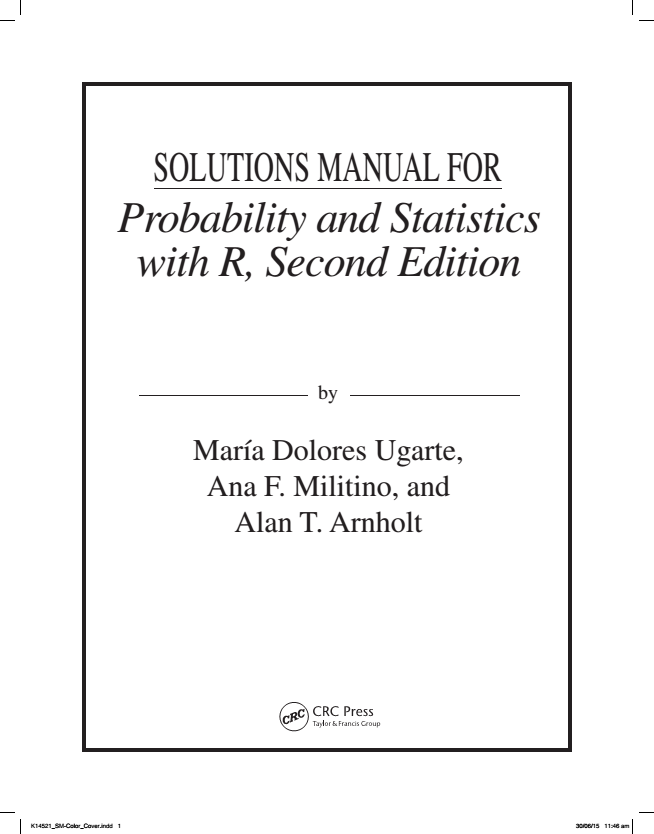 SOLUTIONS MANUAL FOR
Probability and Statistics
with R, Second Edition
by
María Dolores Ugarte,
Ana F. Militino, and
Alan T. Arnholt
CRC
CRC Press
Taylor & Francis Group
K14521_SM-Color_Cover.indd 1
30/06/15 11:46 am